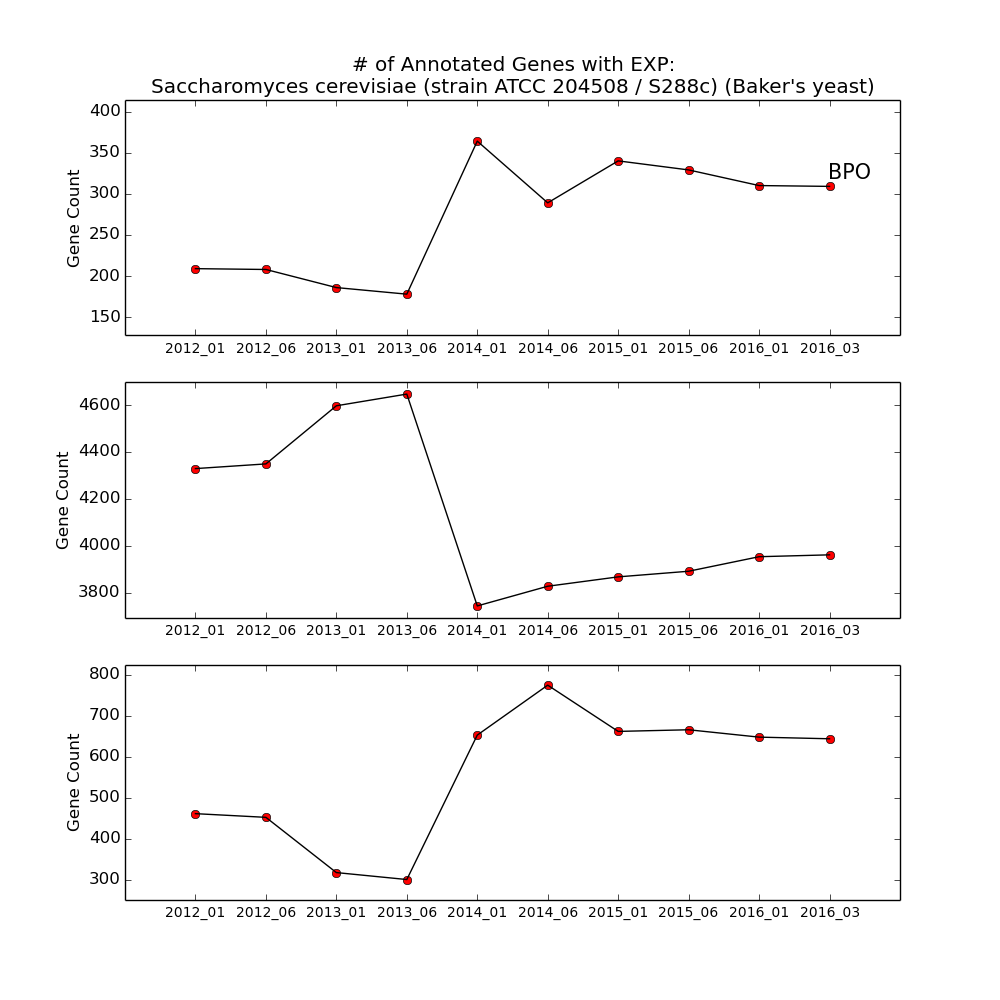 # of Annotated Genes with EXP:
Saccharomyces cerevisiae (strain ATCC 204508 / S288c) (Baker's yeast)
400
350
300
250
200
150
Gene Count
BPO
2012_01 2012_06 2013_01 2013_06 2014_01 2014_06 2015_01 2015_06 2016_01 2016_03
4600
4400
4200
4000
3800
Gene Count
2012_01 2012_06 2013_01 2013_06 2014_01 2014_06 2015_01 2015_06 2016_01 2016_03
800
700
600
500
400
300
Gene Count
2012_01 2012_06 2013_01 2013_06 2014_01 2014_06 2015_01 2015_06 2016_01 2016_03